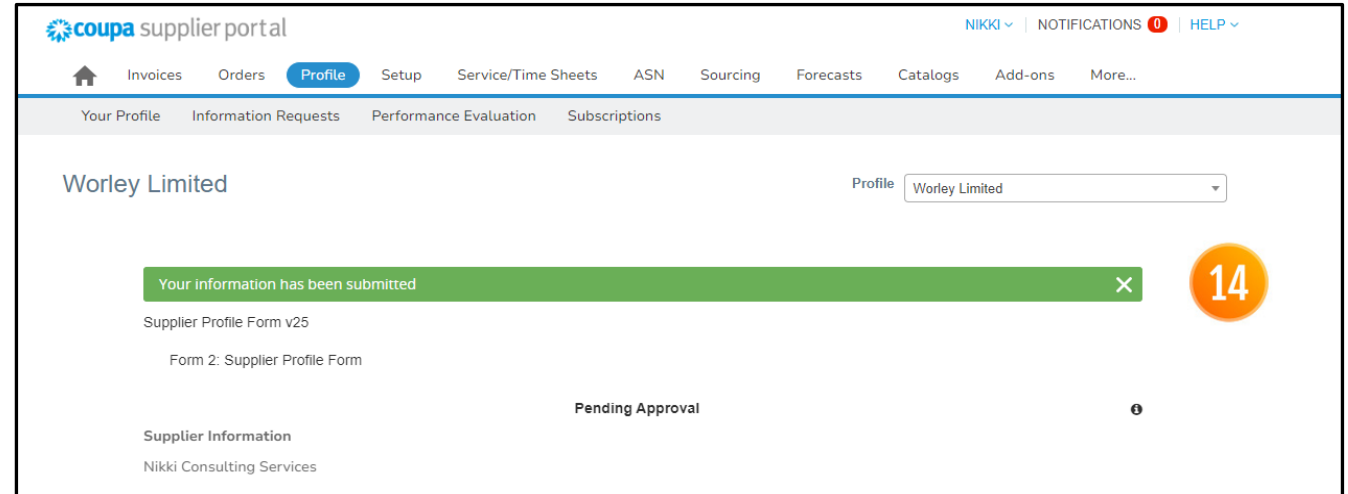 coupa supplier portal NIKKI NOTIFICATIONS 0 HELP
Invoices Orders Profile Setup Service/Time Sheets ASN Sourcing Forecasts Catalogs Add-ons More...
Your Profile Information Requests Performance Evaluation Subscriptions
Worley Limited Profile Worley Limited
Your information has been submitted 14
Supplier Profile Form v25
Form 2: Supplier Profile Form
Pending Approval
Supplier Information
Nikki Consulting Services